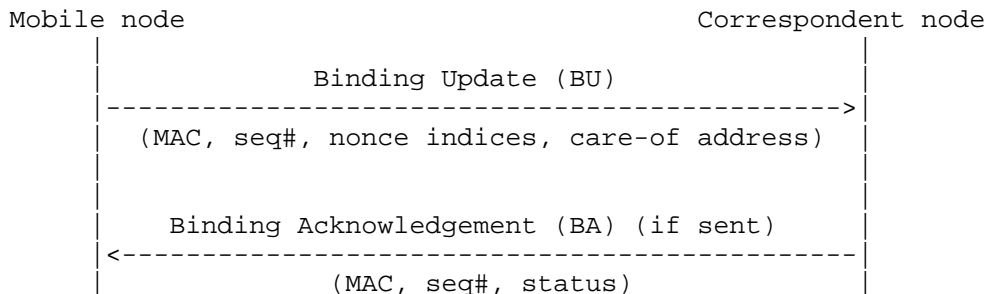 Mobile node Correspondent node
Binding Update (BU)
(MAC, seq#, nonce indices, care-of address)
Binding Acknowledgement (BA) (if sent)
(MAC, seq#, status)